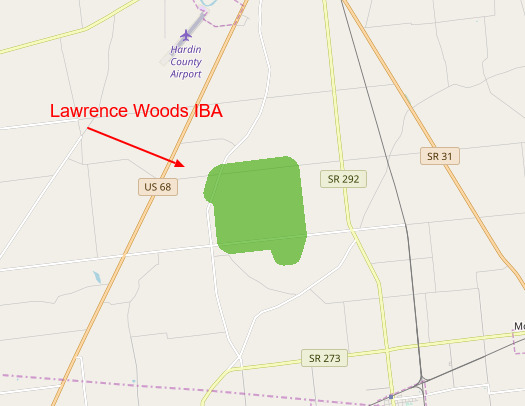 Hardin
County
Airport
Lawrence Woods IBA
SR 31
US 68
SR 292
SR 273